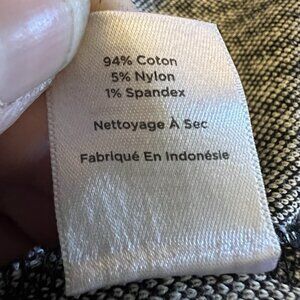 94% Coton
5% Nylon
1% Spandex
Nettoyage À Sec
Fabriqué En Indonésie